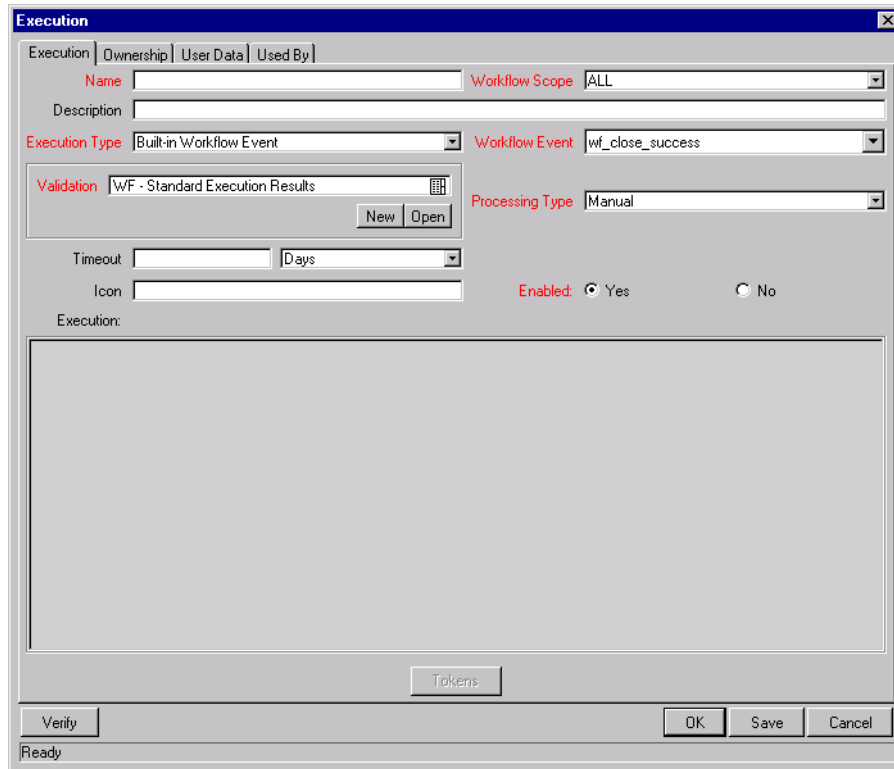 Execution
Execution Ownership User Data Used By
Name Workflow Scope ALL
Description
Execution Type Built-in Workflow Event Workflow Event wf_close_success
Validation WF - Standard Execution Results
Processing Type Manual
New Open
Timeout Days
Icon Enabled: Yes No
Execution:
Tokens
Verify OK Save Cancel
Ready